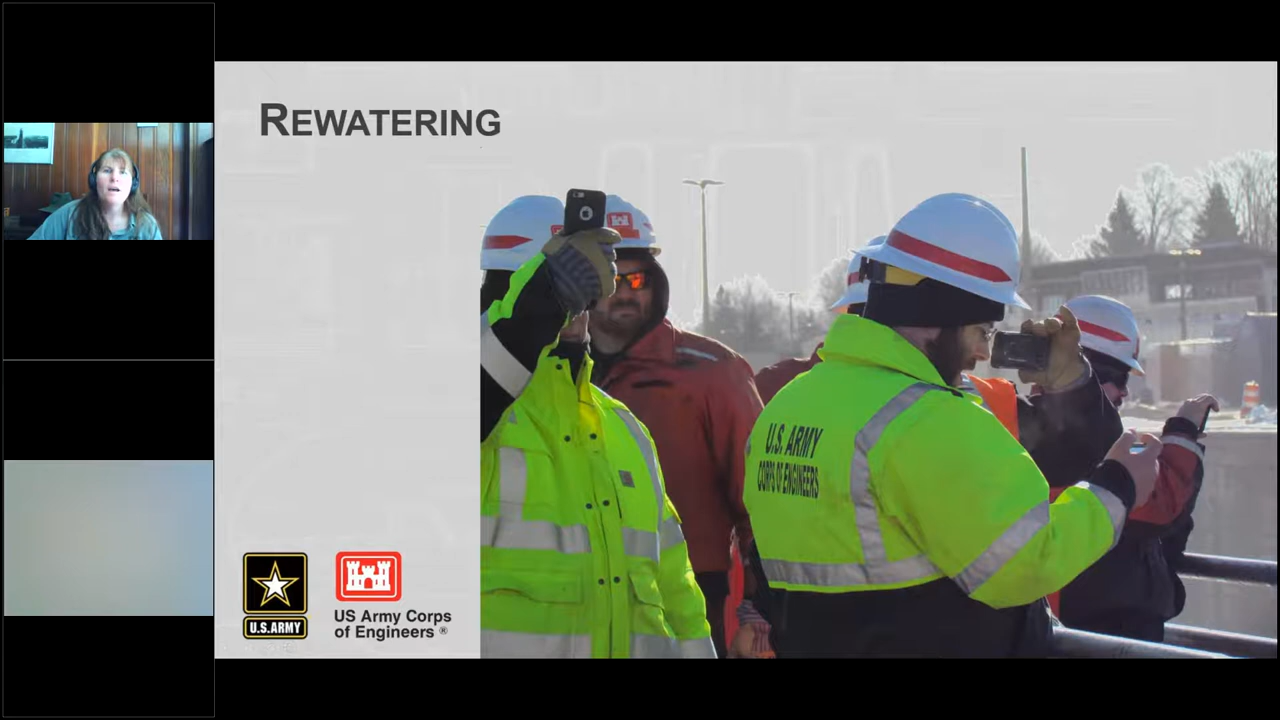 REWATERING
U.S. ARMY
CORPS OF ENGINEERS
U.S.ARMY
US Army Corps
of Engineers ®